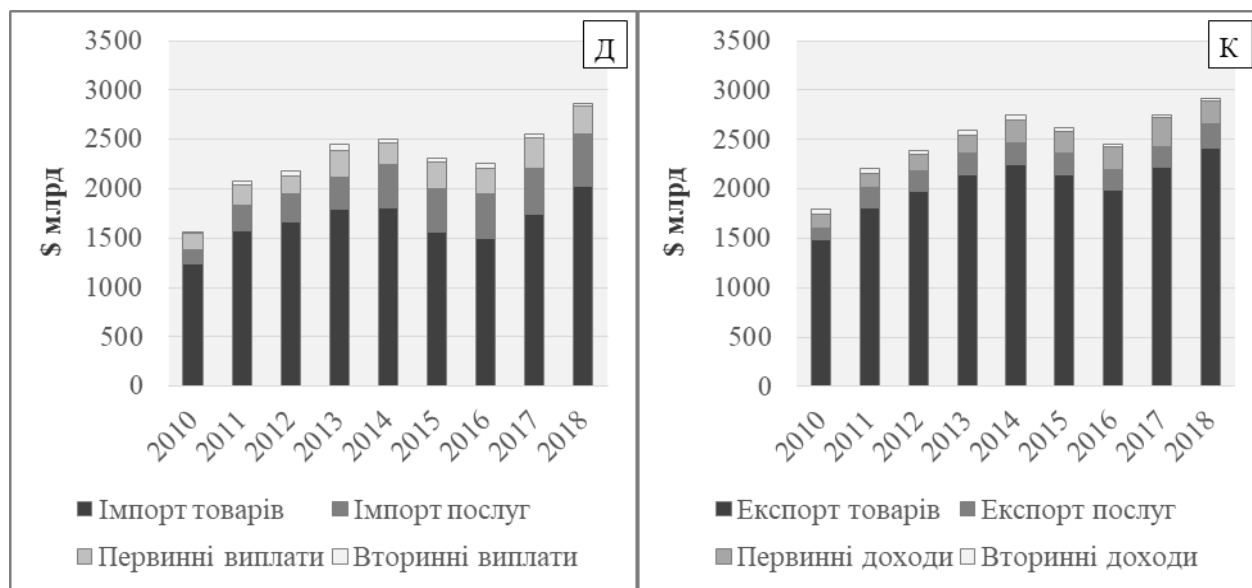 Д
3500
3000
2500
2000
1500
1000
500
0
$ млрд
2010 2011 2012 2013 2014 2015 2016 2017 2018
Імпорт товарів Імпорт послуг
Первинні виплати Вторинні виплати
К
3500
3000
2500
2000
1500
1000
500
0
$ млрд
2010 2011 2012 2013 2014 2015 2016 2017 2018
Експорт товарів Експорт послуг
Первинні доходи Вторинні доходи